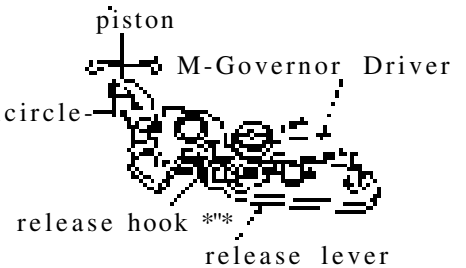 piston
M-Governor Driver
circle-
release hook *"*
release lever